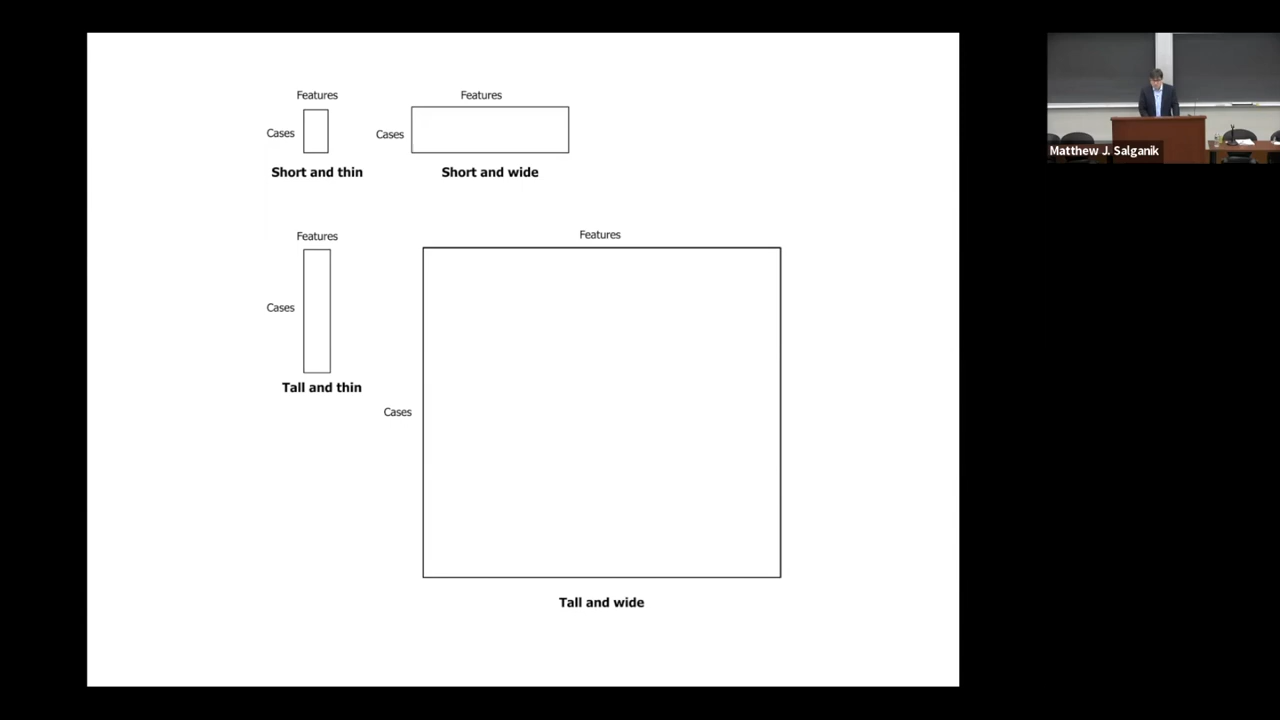 Features
Cases
Short and thin
Features
Cases
Short and wide
Features
Cases
Tall and thin
Features
Cases
Tall and wide
Matthew J. Salganik